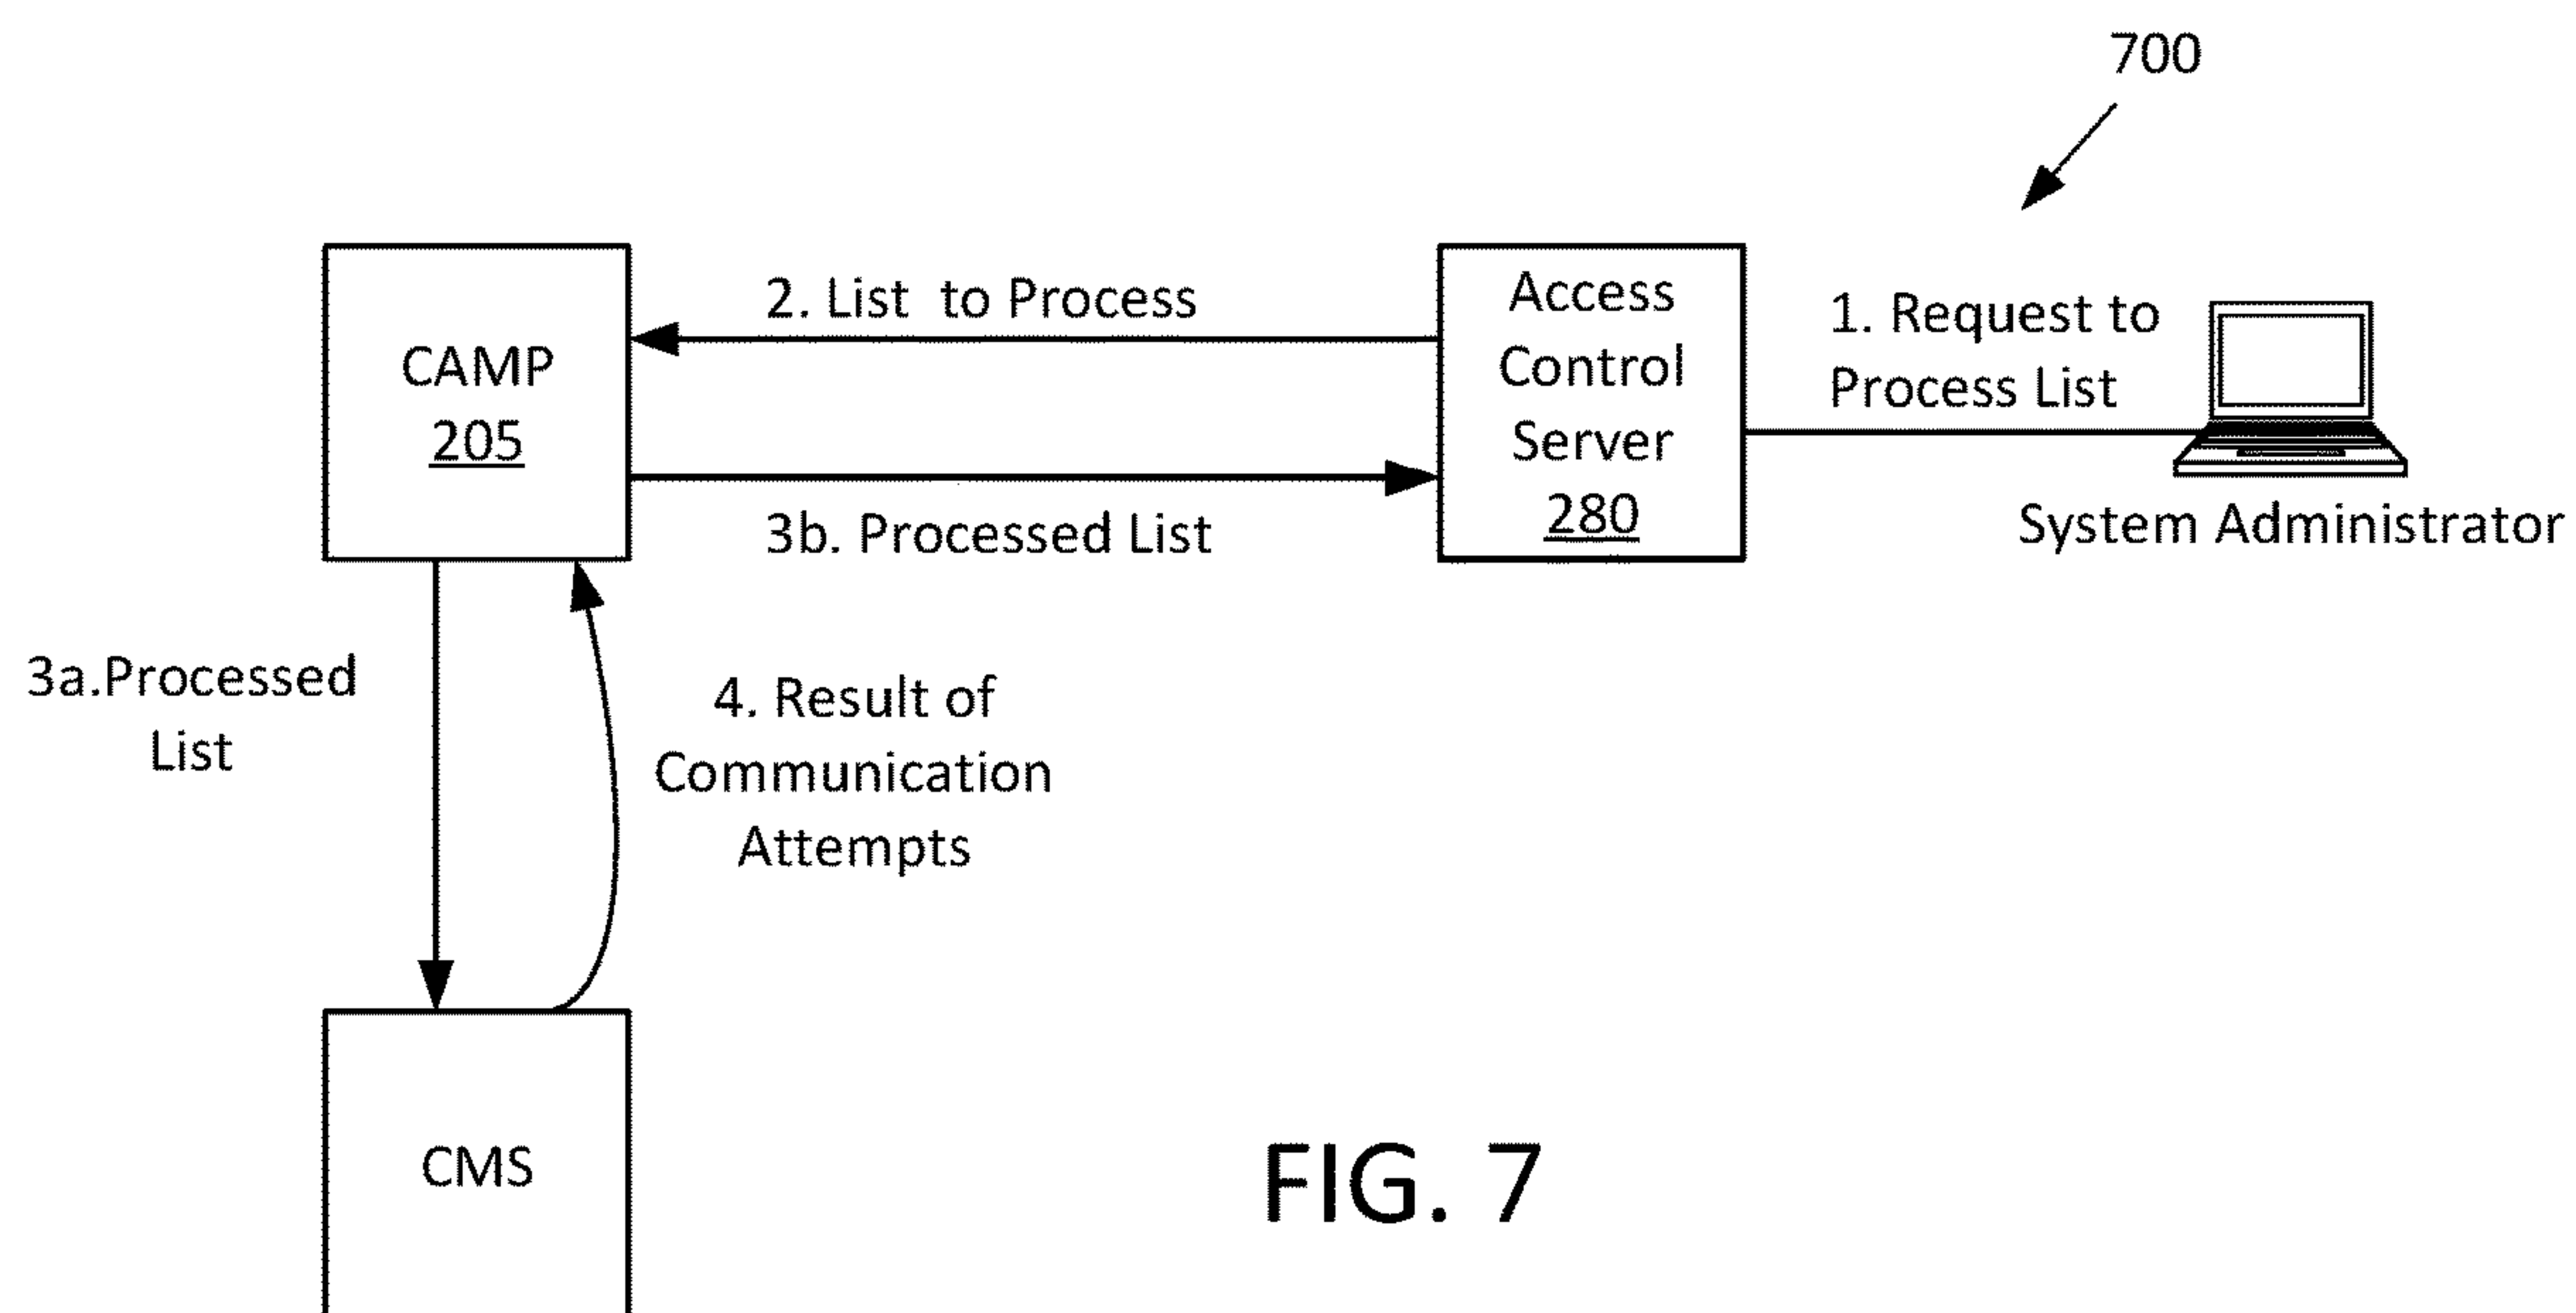 700
CAMP
205
2. List to Process
3b. Processed List
Access
Control
Server
280
1. Request to
Process List
System Administrator
3a.Processed
List
4. Result of
Communication
Attempts
CMS
FIG. 7